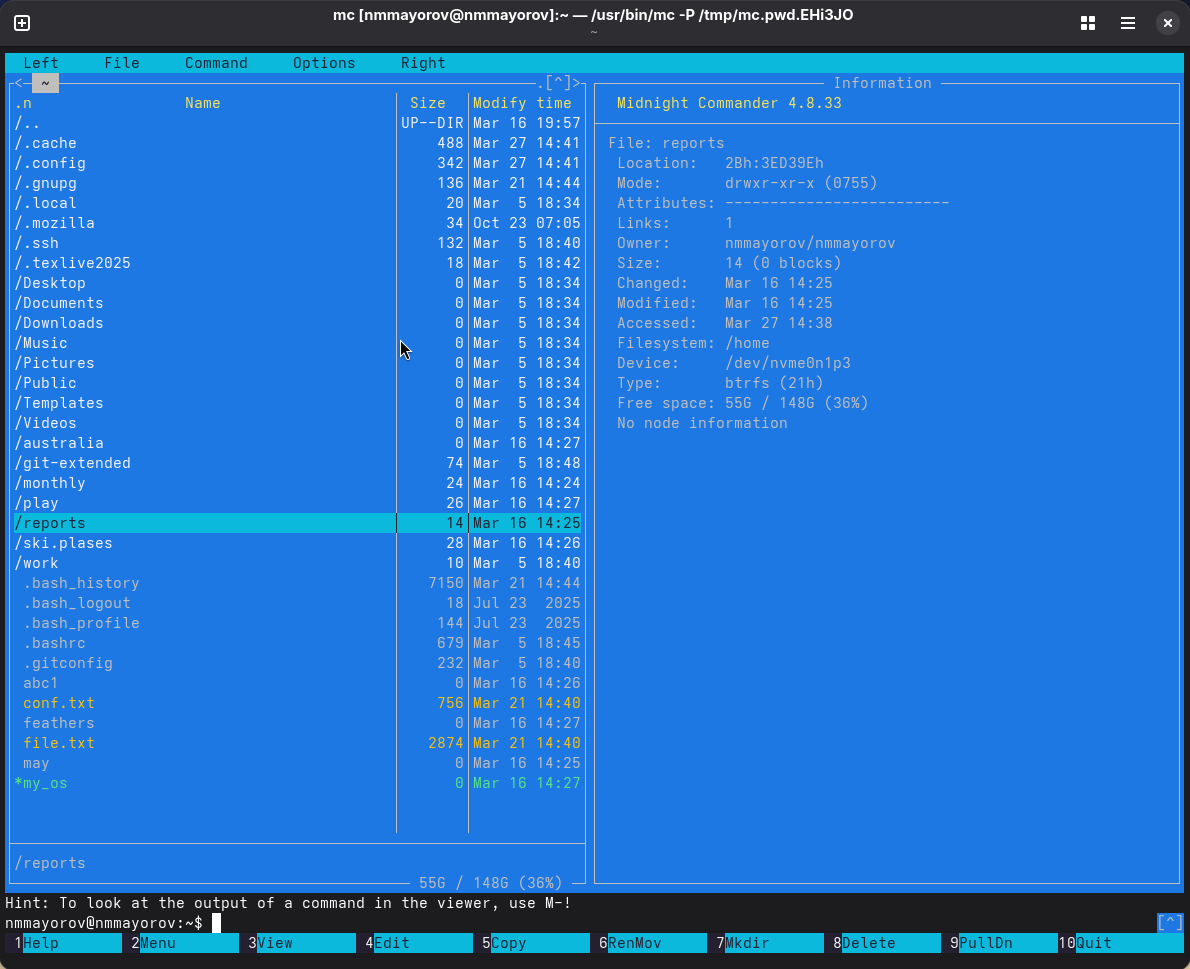 mc [nmmayorov@nmmayorov]:~ — /usr/bin/mc -P /tmp/mc.pwd.EHi3JO
~
Left File Command Options Right
<─ ~ .[^]>
.n Name Size Modify time
/.. UP--DIR Mar 16 19:57
/.cache 488 Mar 27 14:41
/.config 342 Mar 27 14:41
/.gnupg 136 Mar 21 14:44
/.local 20 Mar 5 18:34
/.mozilla 34 Oct 23 07:05
/.ssh 132 Mar 5 18:40
/.texlive2025 18 Mar 5 18:42
/Desktop 0 Mar 5 18:34
/Documents 0 Mar 5 18:34
/Downloads 0 Mar 5 18:34
/Music 0 Mar 5 18:34
/Pictures 0 Mar 5 18:34
/Public 0 Mar 5 18:34
/Templates 0 Mar 5 18:34
/Videos 0 Mar 5 18:34
/australia 0 Mar 16 14:27
/git-extended 74 Mar 5 18:48
/monthly 24 Mar 16 14:24
/play 26 Mar 16 14:27
/reports 14 Mar 16 14:25
/ski.plases 28 Mar 16 14:26
/work 10 Mar 5 18:40
.bash_history 7150 Mar 21 14:44
.bash_logout 18 Jul 23 2025
.bash_profile 144 Jul 23 2025
.bashrc 679 Mar 5 18:45
.gitconfig 232 Mar 5 18:40
abc1 0 Mar 16 14:26
conf.txt 756 Mar 21 14:40
feathers 0 Mar 16 14:27
file.txt 2874 Mar 21 14:40
may 0 Mar 16 14:25
*my_os 0 Mar 16 14:27
/reports
55G / 148G (36%)
Information
Midnight Commander 4.8.33
File: reports
Location: 2Bh:3ED39Eh
Mode: drwxr-xr-x (0755)
Attributes: -------------------------
Links: 1
Owner: nmmayorov/nmmayorov
Size: 14 (0 blocks)
Changed: Mar 16 14:25
Modified: Mar 16 14:25
Accessed: Mar 27 14:38
Filesystem: /home
Device: /dev/nvme0n1p3
Type: btrfs (21h)
Free space: 55G / 148G (36%)
No node information
Hint: To look at the output of a command in the viewer, use M-!
nmmayorov@nmmayorov:~$ [^]
1Help 2Menu 3View 4Edit 5Copy 6RenMov 7Mkdir 8Delete 9PullDn 10Quit